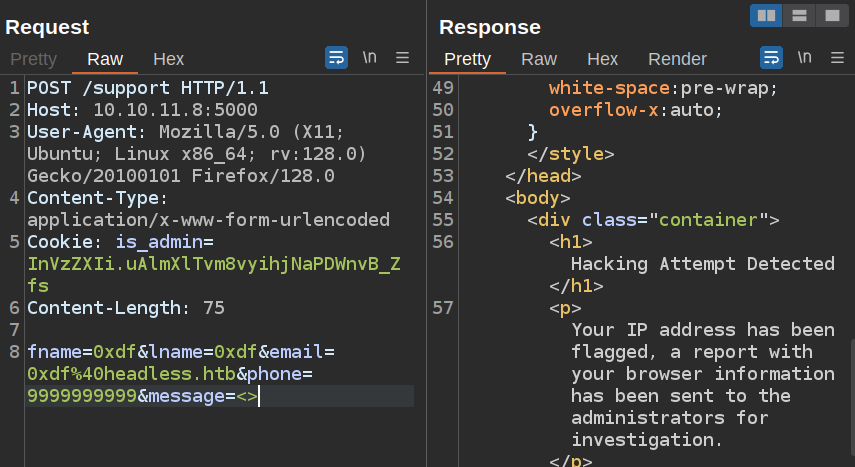 Request
Pretty Raw Hex \n
1 POST /support HTTP/1.1
2 Host: 10.10.11.8:5000
3 User-Agent: Mozilla/5.0 (X11;
Ubuntu; Linux x86_64; rv:128.0)
Gecko/20100101 Firefox/128.0
4 Content-Type:
application/x-www-form-urlencoded
5 Cookie: is_admin=
InVzZXIi.uAlmXlTvm8vyihjNaPDWnvB_Z
fs
6 Content-Length: 75
7
8 fname=0xdf&lname=0xdf&email=
0xdf%40headless.htb&phone=
9999999999&message=<>
Response
Pretty Raw Hex Render \n
49 white-space:pre-wrap;
50 overflow-x:auto;
51 }
52 </style>
53 </head>
54 <body>
55 <div class="container">
56 <h1>
Hacking Attempt Detected
</h1>
57 <p>
Your IP address has been
flagged, a report with
your browser information
has been sent to the
administrators for
investigation.
</p>